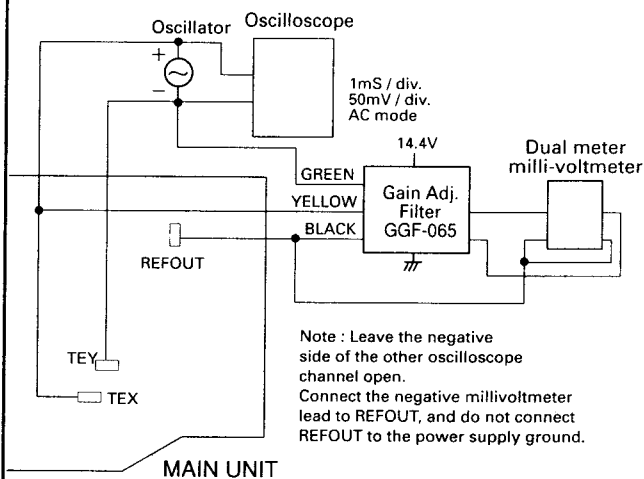 Oscillator
Oscilloscope
+
−
1mS / div.
50mV / div.
AC mode
14.4V
Dual meter
milli-voltmeter
GREEN
YELLOW
BLACK
Gain Adj.
Filter
GGF-065
REFOUT
TEY
TEX
Note : Leave the negative
side of the other oscilloscope
channel open.
Connect the negative millivoltmeter
lead to REFOUT, and do not connect
REFOUT to the power supply ground.
MAIN UNIT